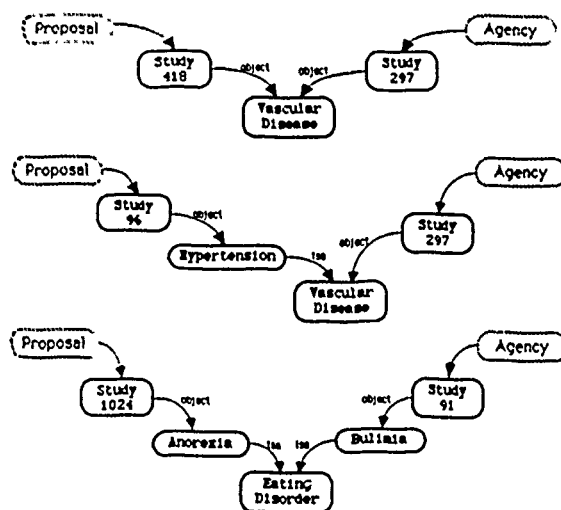 Proposal
Agency
Study
418
object
object
Study
297
Vascular
Disease
Proposal
Agency
Study
96
object
Study
297
Hypertension
isa
object
Vascular
Disease
Proposal
Agency
Study
1024
object
object
Study
91
Anorexia
isa
isa
Bulimia
Eating
Disorder